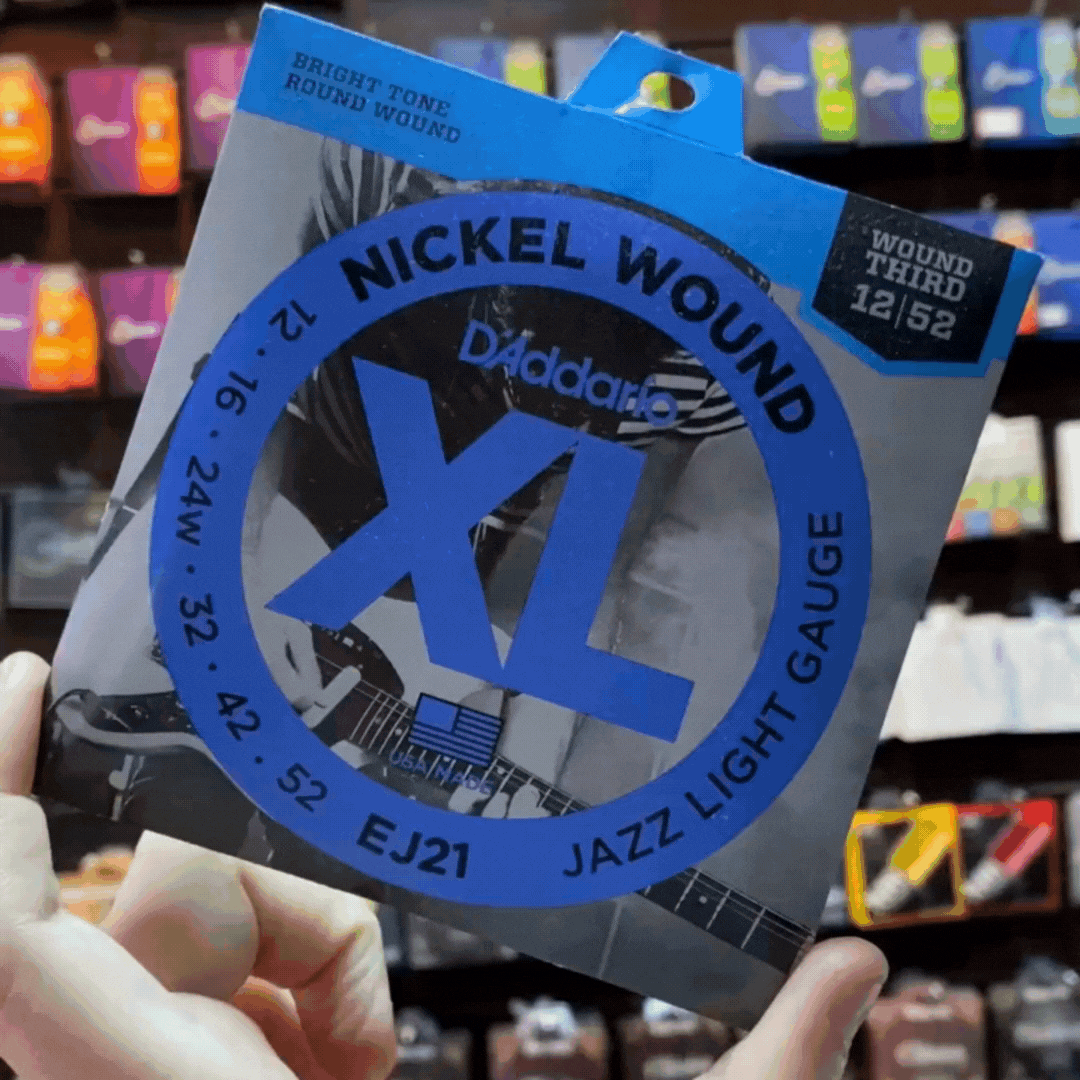 BRIGHT TONE
ROUND WOUND
WOUND
THIRD
12|52
NICKEL WOUND
D'Addario
XL
USA MADE
12 · 16 · 24w · 32 · 42 · 52
EJ21
JAZZ LIGHT GAUGE